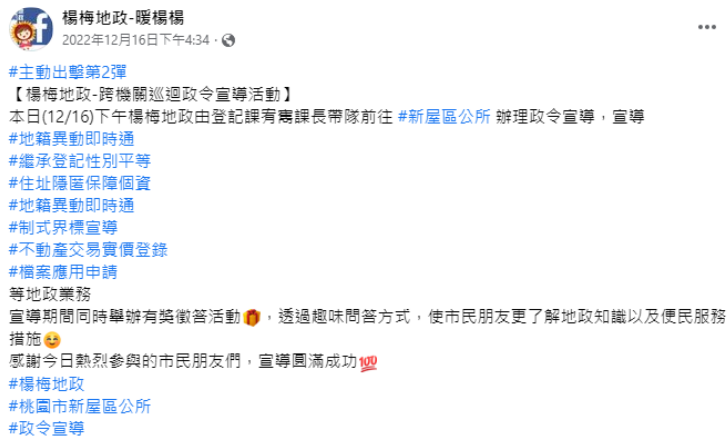 楊梅地政-暖楊楊
2022年12月16日下午4:34 ·
#主動出擊第2彈
【楊梅地政-跨機關巡迴政令宣導活動】
本日(12/16)下午楊梅地政由登記課宥蕎課長帶隊前往 #新屋區公所 辦理政令宣導，宣導
#地籍異動即時通
#繼承登記性別平等
#住址隱匿保障個資
#地籍異動即時通
#制式界標宣導
#不動產交易實價登錄
#檔案應用申請
等地政業務
宣導期間同時舉辦有獎徵答活動🎁，透過趣味問答方式，使市民朋友更了解地政知識以及便民服務
措施😊
感謝今日熱烈參與的市民朋友們，宣導圓滿成功💯
#楊梅地政
#桃園市新屋區公所
#政令宣導